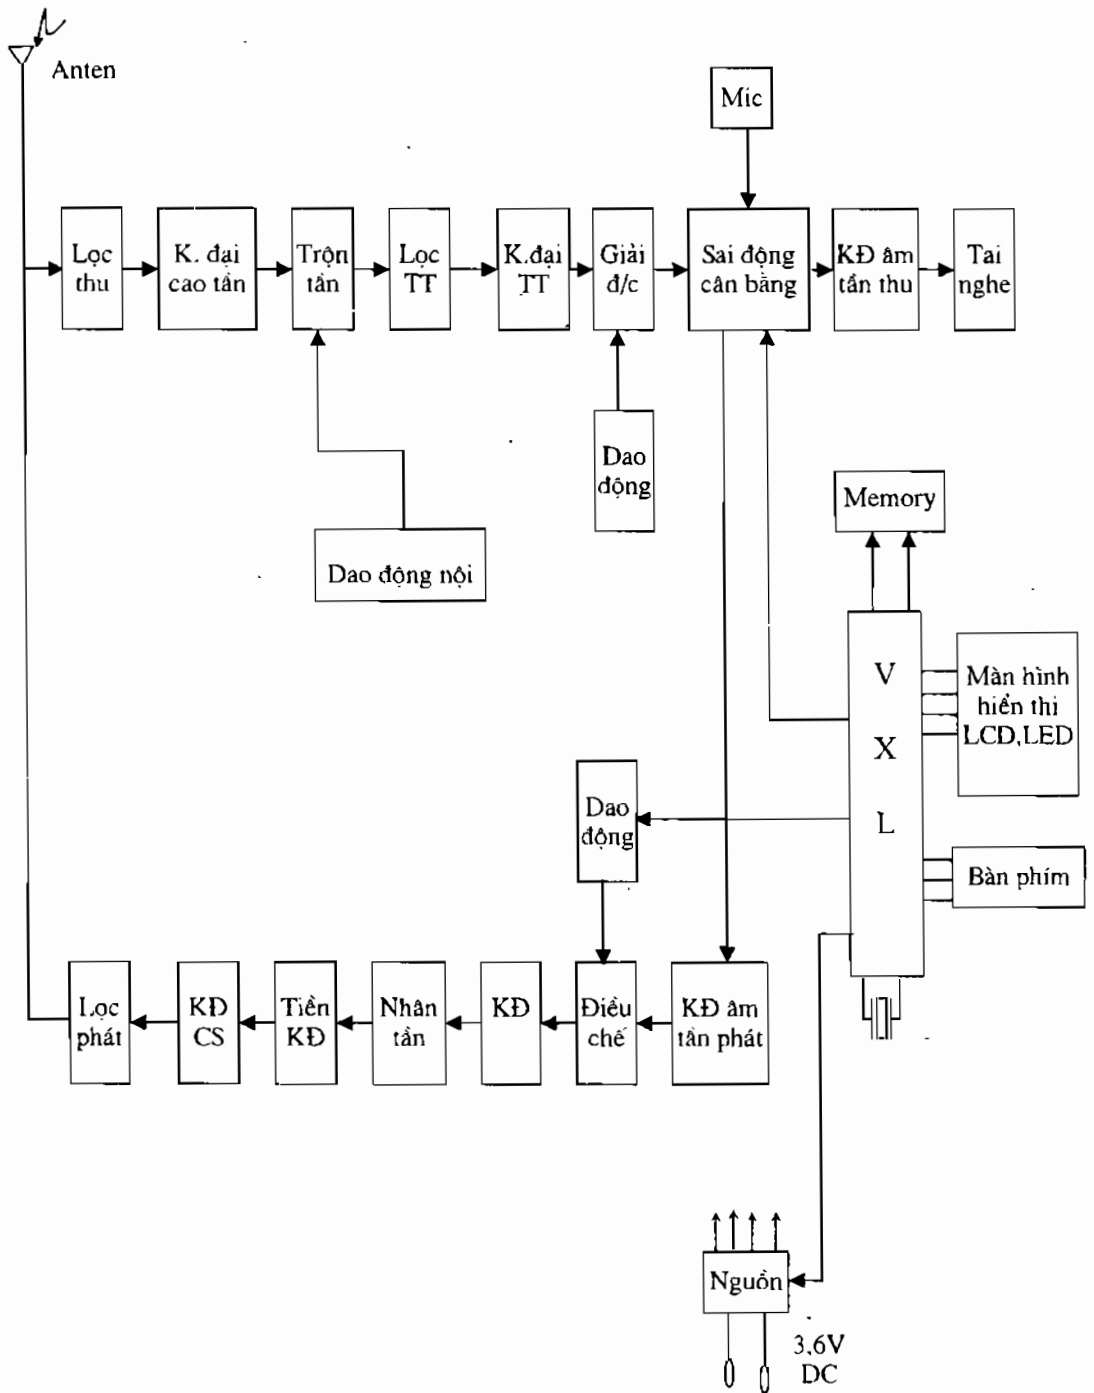 Anten
Mic
Lọc
thu
K. đại
cao tần
Trộn
tần
Lọc
TT
K.đại
TT
Giải
đ/c
Sai động
cân bằng
KĐ âm
tần thu
Tai
nghe
Dao
động
Dao động nội
Memory
V
X
L
Màn hình
hiển thi
LCD,LED
Dao
động
Bàn phím
Lọc
phát
KĐ
CS
Tiền
KĐ
Nhân
tần
KĐ
Điều
chế
KĐ âm
tần phát
Nguồn
3,6V
DC